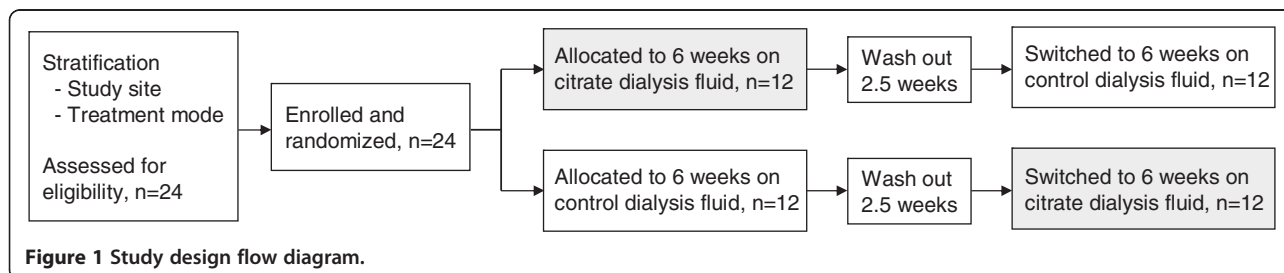 Stratification
- Study site
- Treatment mode
Assessed for
eligibility, n=24
Enrolled and
randomized, n=24
Allocated to 6 weeks on
citrate dialysis fluid, n=12
Wash out
2.5 weeks
Switched to 6 weeks on
control dialysis fluid, n=12
Allocated to 6 weeks on
control dialysis fluid, n=12
Wash out
2.5 weeks
Switched to 6 weeks on
citrate dialysis fluid, n=12
Figure 1 Study design flow diagram.